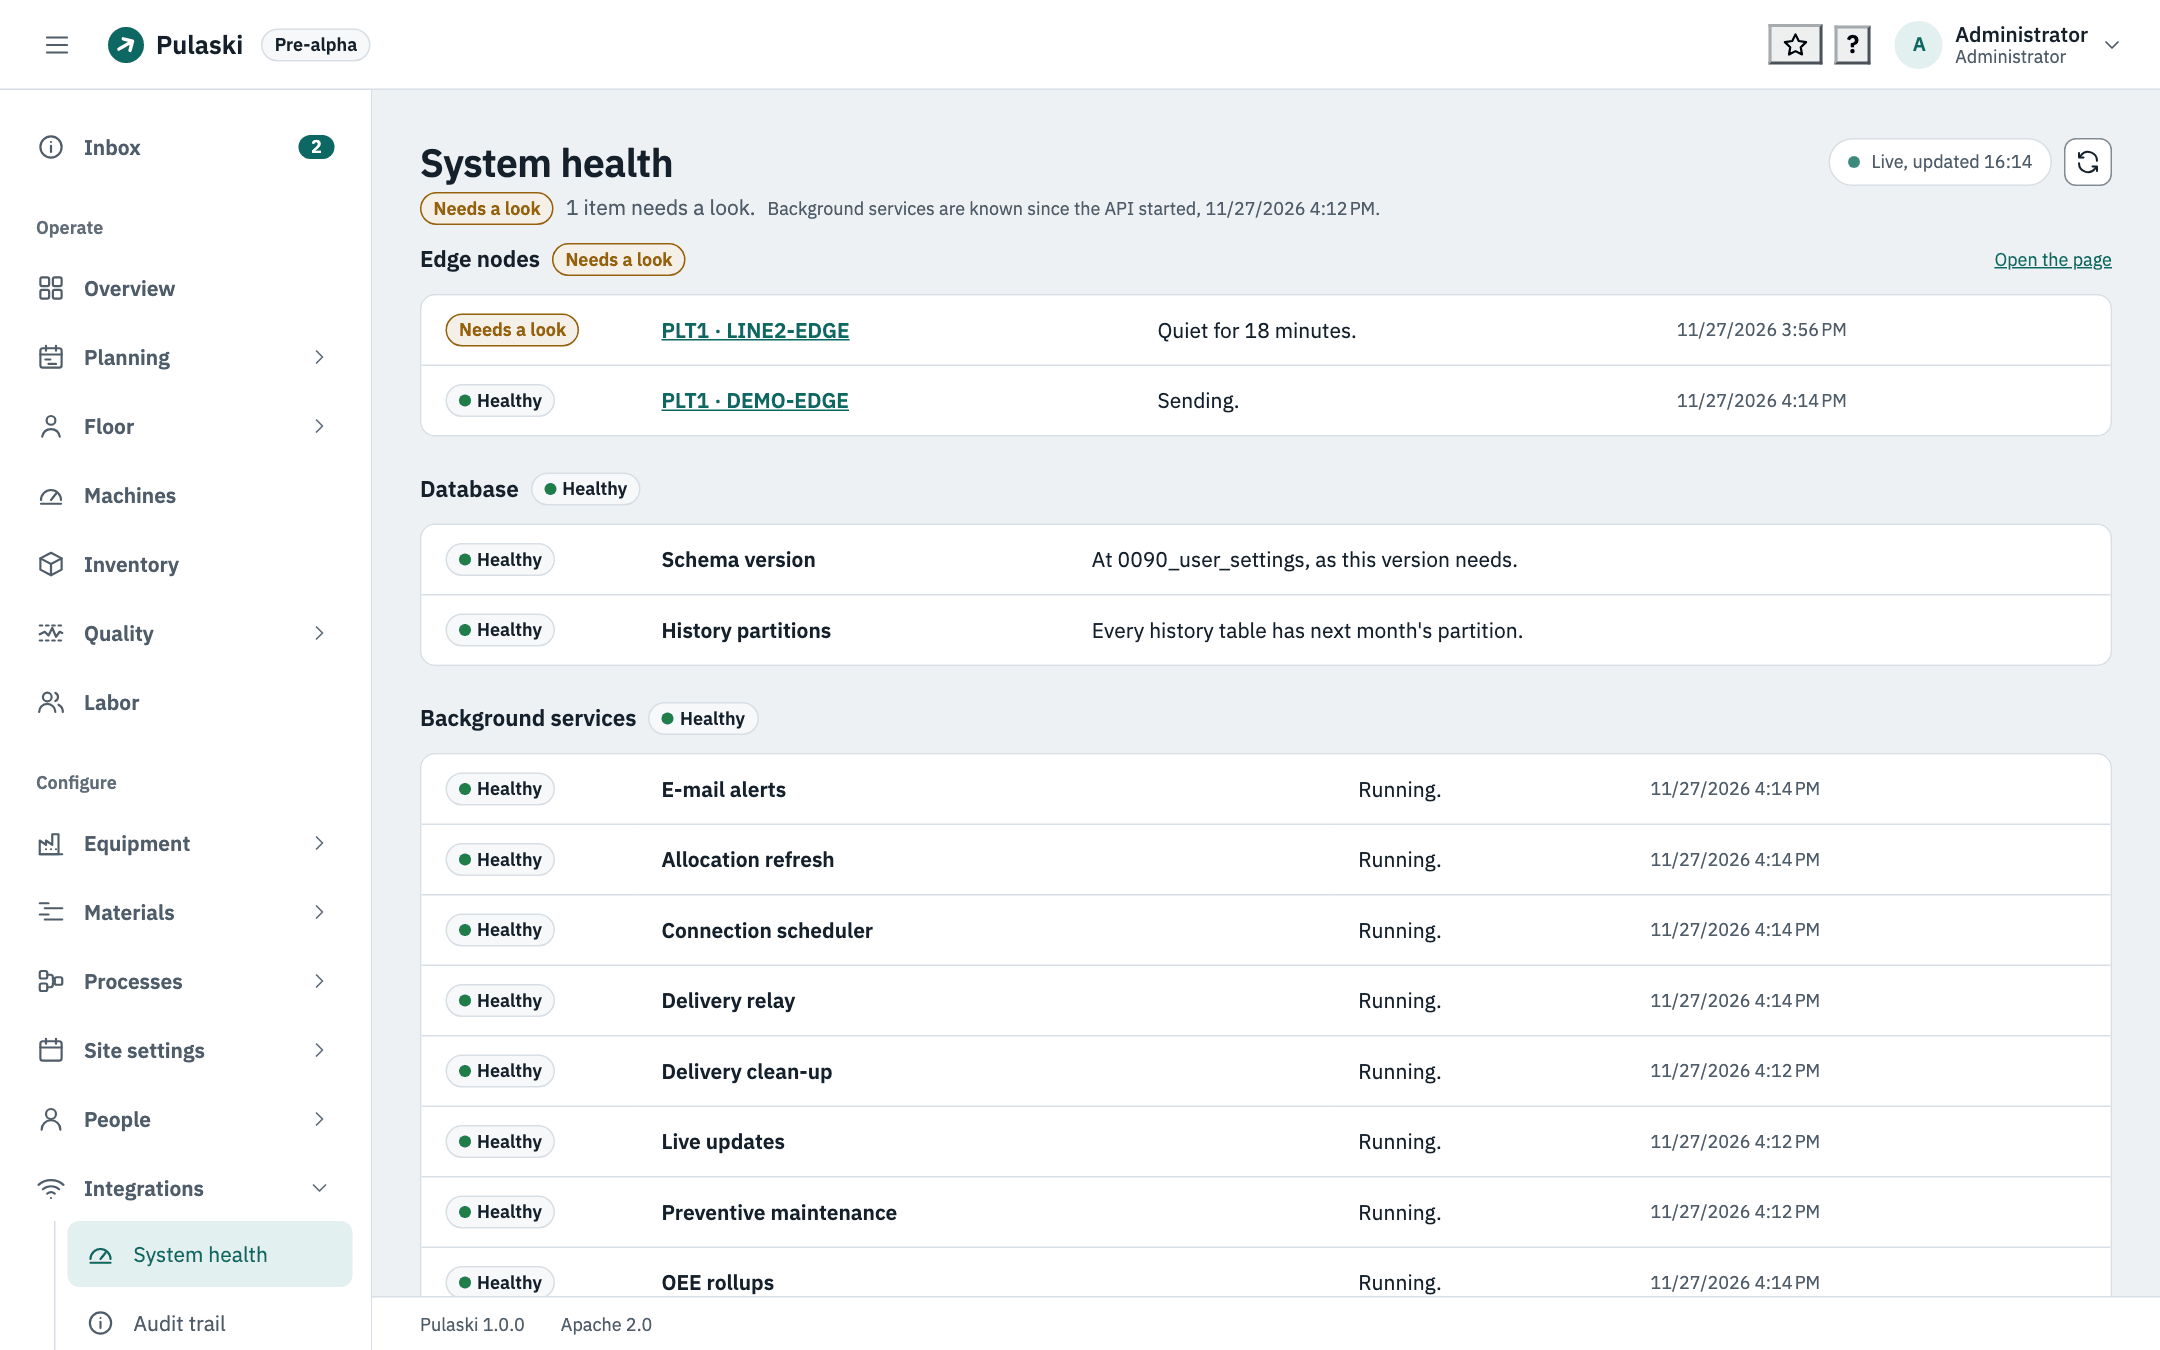 Pulaski Pre-alpha
?
A
Administrator
Administrator
Inbox 2
Operate
Overview
Planning
Floor
Machines
Inventory
Quality
Labor
Configure
Equipment
Materials
Processes
Site settings
People
Integrations
System health
Audit trail
System health
Live, updated 16:14
Needs a look 1 item needs a look. Background services are known since the API started, 11/27/2026 4:12 PM.
Edge nodes Needs a look Open the page
Needs a look PLT1 · LINE2-EDGE Quiet for 18 minutes. 11/27/2026 3:56 PM
Healthy PLT1 · DEMO-EDGE Sending. 11/27/2026 4:14 PM
Database Healthy
Healthy Schema version At 0090_user_settings, as this version needs.
Healthy History partitions Every history table has next month's partition.
Background services Healthy
Healthy E-mail alerts Running. 11/27/2026 4:14 PM
Healthy Allocation refresh Running. 11/27/2026 4:14 PM
Healthy Connection scheduler Running. 11/27/2026 4:14 PM
Healthy Delivery relay Running. 11/27/2026 4:14 PM
Healthy Delivery clean-up Running. 11/27/2026 4:12 PM
Healthy Live updates Running. 11/27/2026 4:12 PM
Healthy Preventive maintenance Running. 11/27/2026 4:12 PM
Healthy OEE rollups Running. 11/27/2026 4:14 PM
Pulaski 1.0.0 Apache 2.0